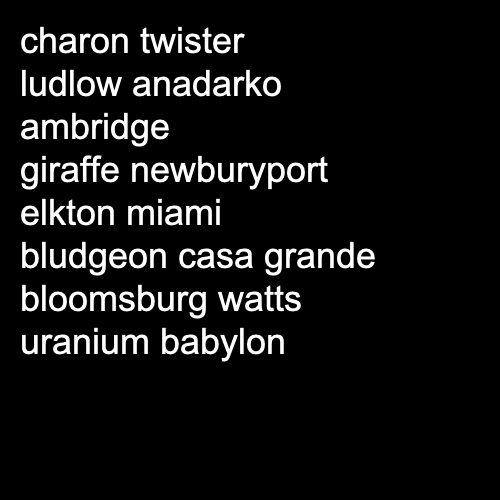 charon twister
ludlow anadarko
ambridge
giraffe newburyport
elkton miami
bludgeon casa grande
bloomsburg watts
uranium babylon